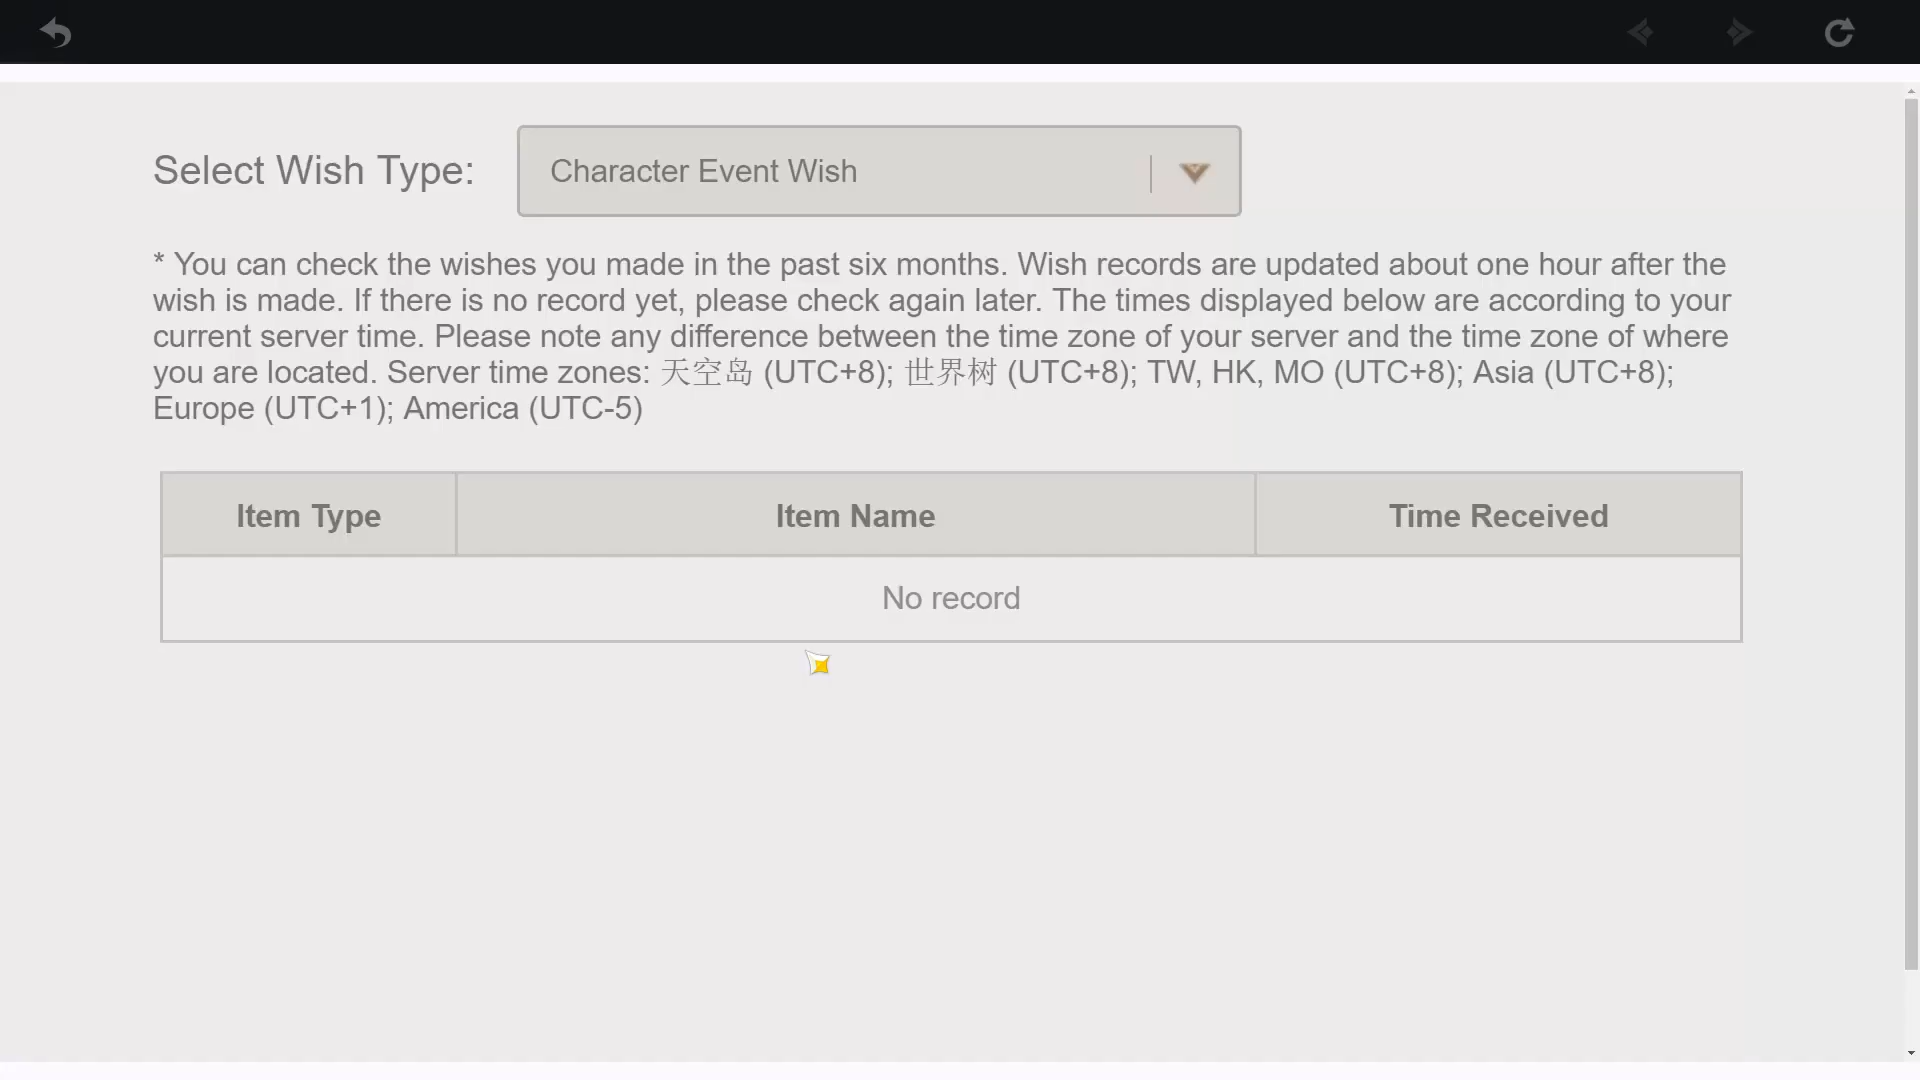 Select Wish Type:
Character Event Wish
* You can check the wishes you made in the past six months. Wish records are updated about one hour after the
wish is made. If there is no record yet, please check again later. The times displayed below are according to your
current server time. Please note any difference between the time zone of your server and the time zone of where
you are located. Server time zones: 天空岛 (UTC+8); 世界树 (UTC+8); TW, HK, MO (UTC+8); Asia (UTC+8);
Europe (UTC+1); America (UTC-5)
Item Type
Item Name
Time Received
No record